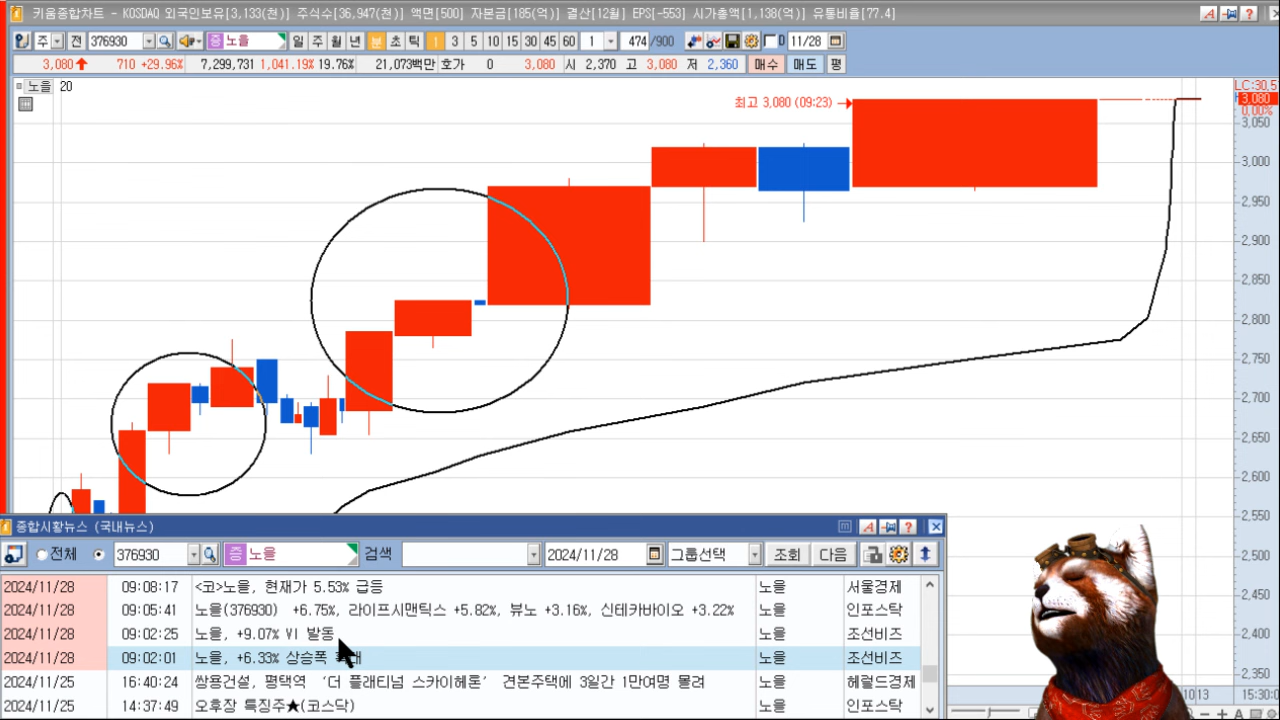 키움종합차트 - KOSDAQ 외국인보유[3,133(천)] 주식수[36,947(천)] 액면[500] 자본금[185(억)] 결산[12월] EPS[-553] 시가총액[1,138(억)] 유통비율[77.4]
주 전 376930 증 노을 일 주 월 년 분 초 틱 1 3 5 10 15 30 45 60 1 474 /900 D 11/28
3,080 710 +29.96% 7,299,731 1,041.19% 19.76% 21,073백만 호가 0 3,080 시 2,370 고 3,080 저 2,360 매수 매도 평
노을 20
LC:30,5
최고 3,080 (09:23)
3,080
0.00%
3,050
3,000
2,950
2,900
2,850
2,800
2,750
2,700
2,650
2,600
2,550
2,500
2,450
2,400
2,350
종합시황뉴스 (국내뉴스)
전체 376930 증 노을 검색 2024/11/28 그룹선택 조회 다음
2024/11/28 09:08:17 <코>노을, 현재가 5.53% 급등 노을 서울경제
2024/11/28 09:05:41 노을(376930) +6.75%, 라이프시맨틱스 +5.82%, 뷰노 +3.16%, 신테카바이오 +3.22% 노을 인포스탁
2024/11/28 09:02:25 노을, +9.07% VI 발동 노을 조선비즈
2024/11/28 09:02:01 노을, +6.33% 상승폭 노을 조선비즈
2024/11/25 16:40:24 쌍용건설, 평택역 ‘더 플래티넘 스카이헤론’ 견본주택에 3일간 1만여명 몰려 노을 헤럴드경제
2024/11/25 14:37:49 오후장 특징주★(코스닥) 노을 인포스탁
10 13 15:30:0